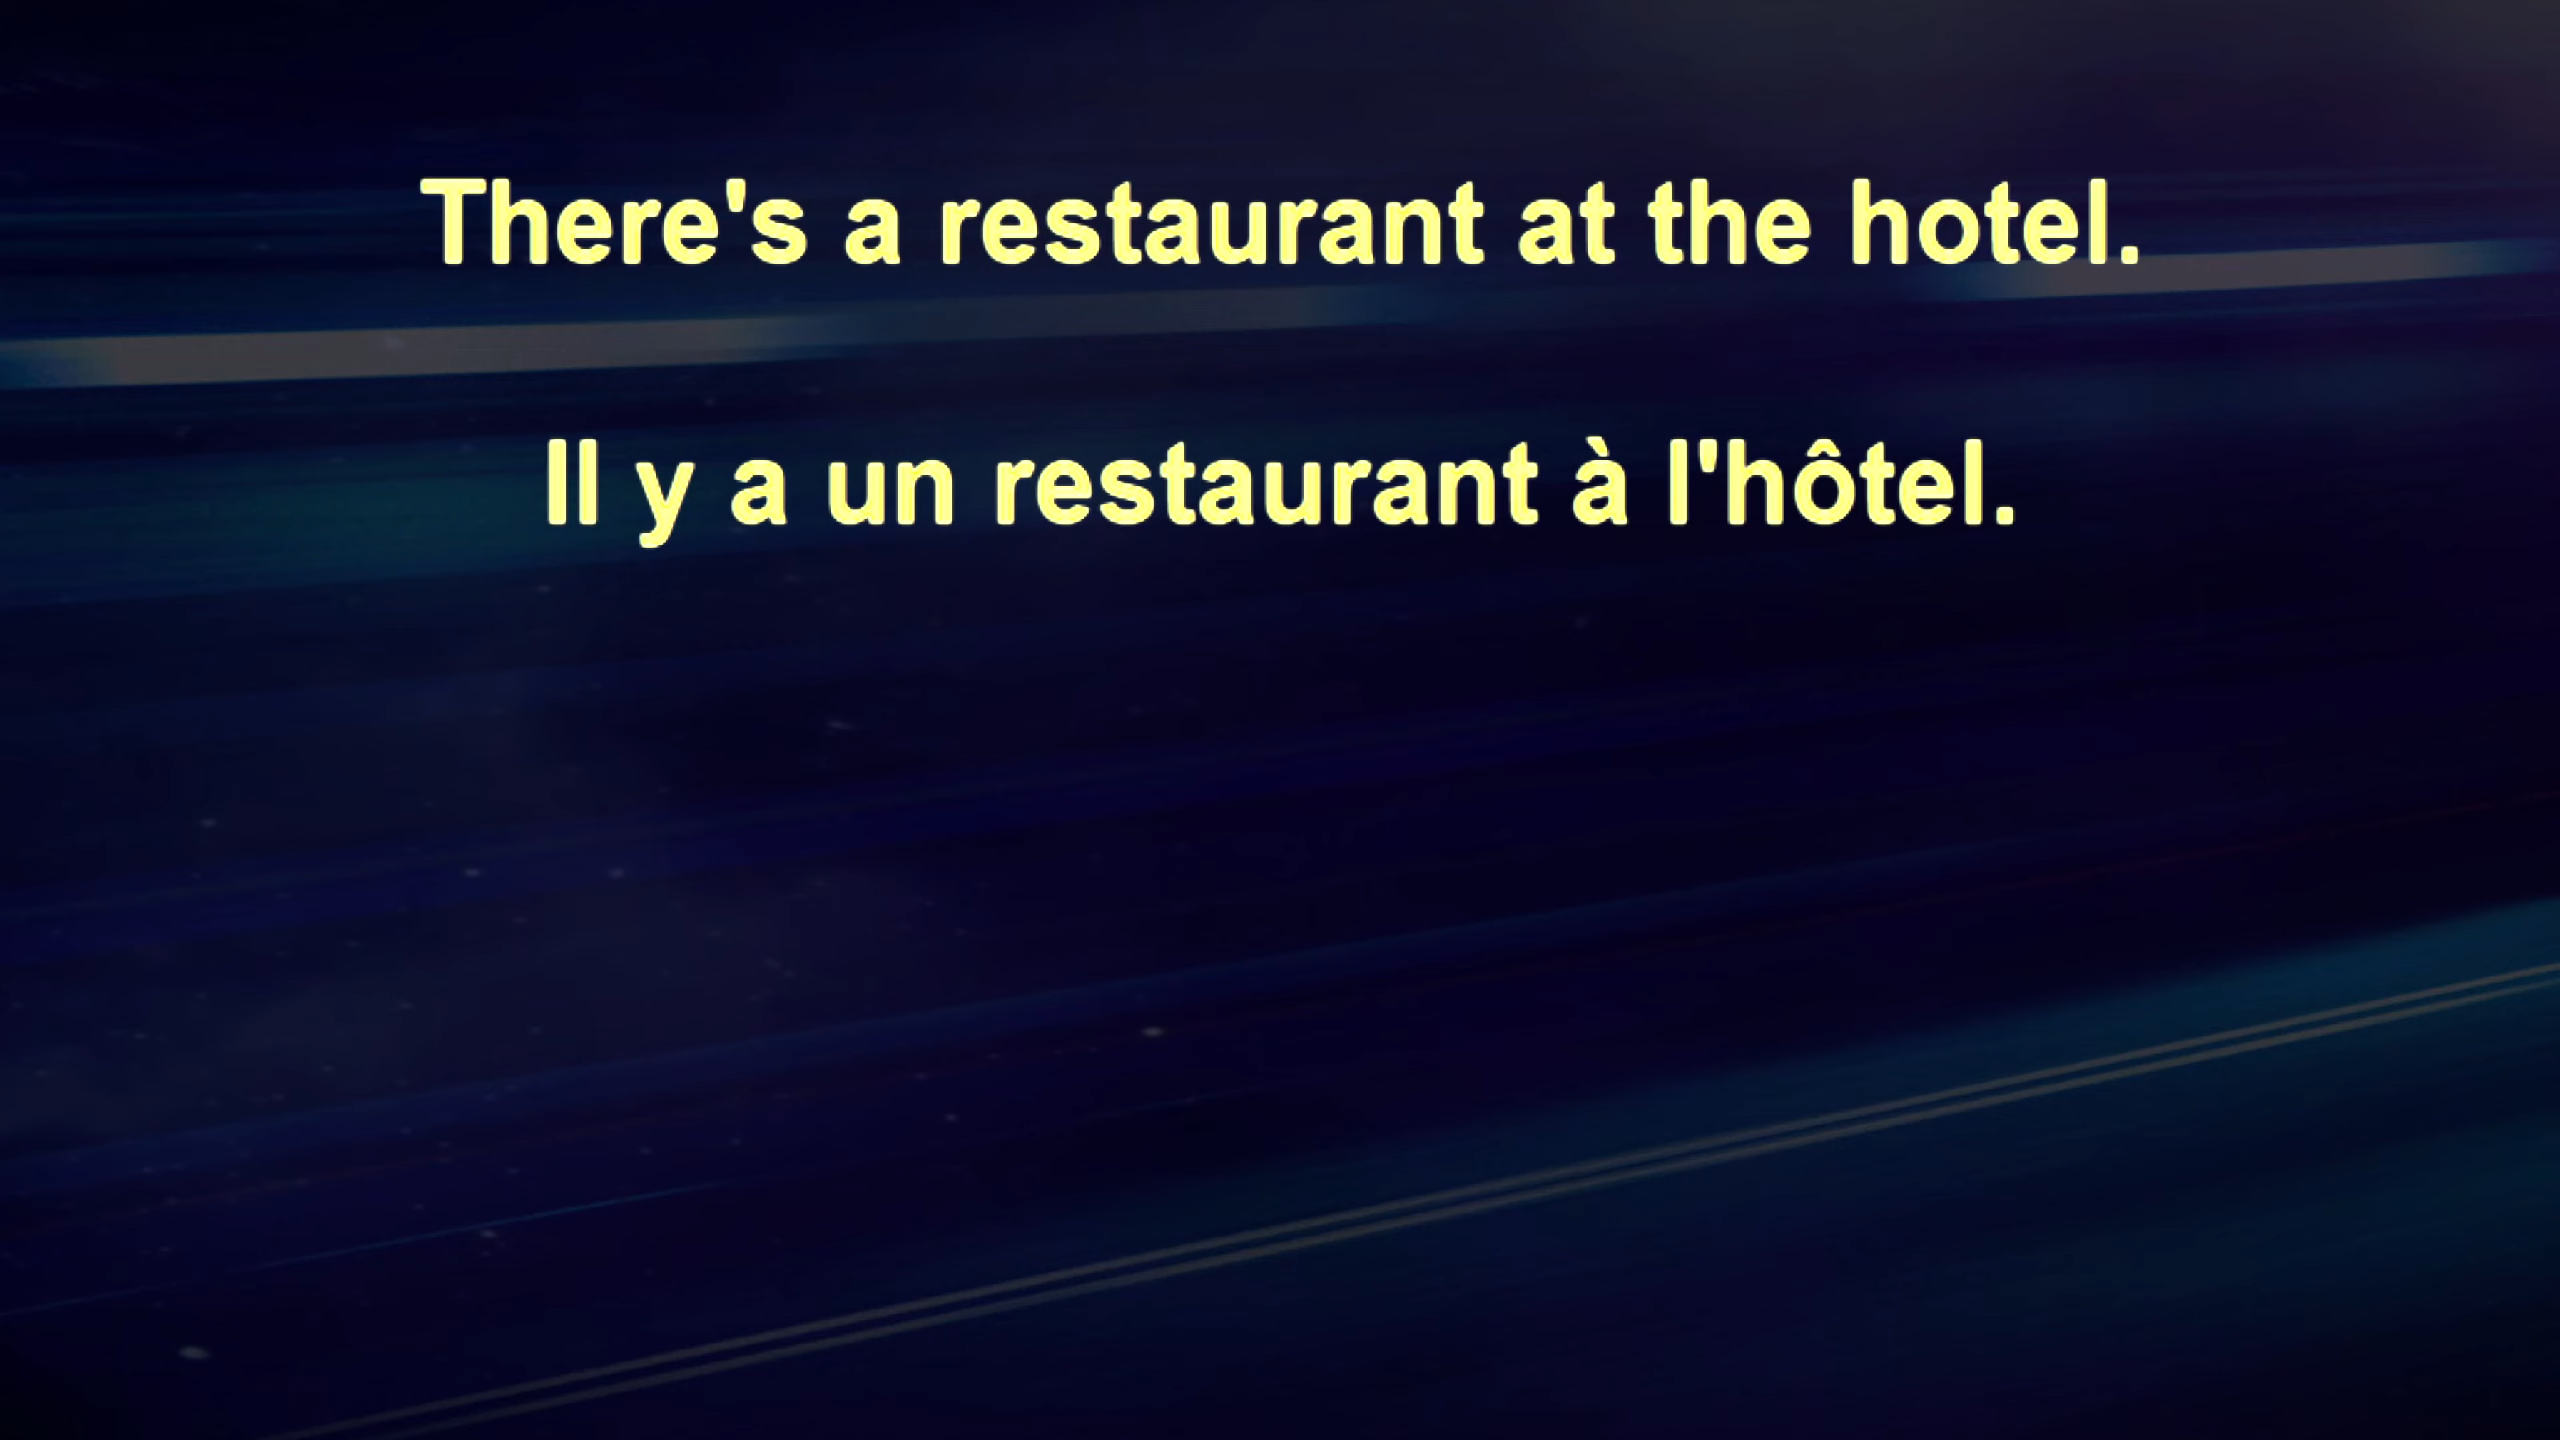 There's a restaurant at the hotel.
Il y a un restaurant à l'hôtel.